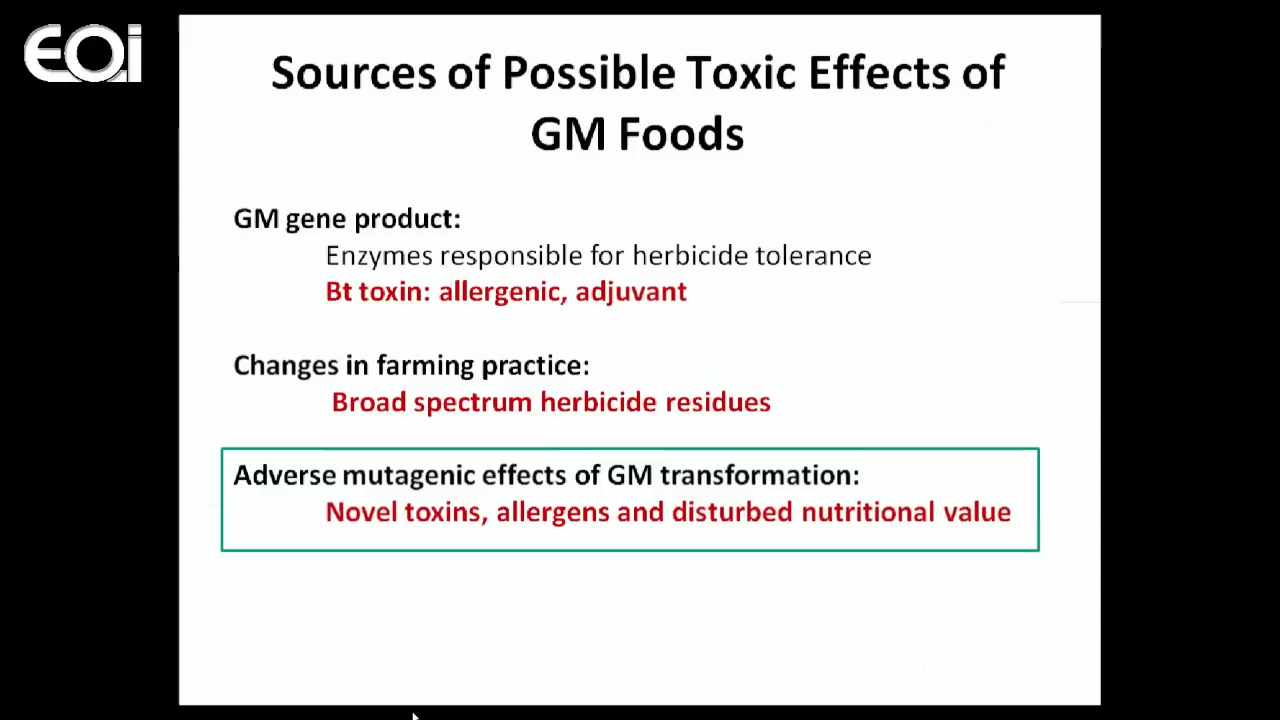 EOi
Sources of Possible Toxic Effects of
GM Foods
GM gene product:
Enzymes responsible for herbicide tolerance
Bt toxin: allergenic, adjuvant
Changes in farming practice:
Broad spectrum herbicide residues
Adverse mutagenic effects of GM transformation:
Novel toxins, allergens and disturbed nutritional value